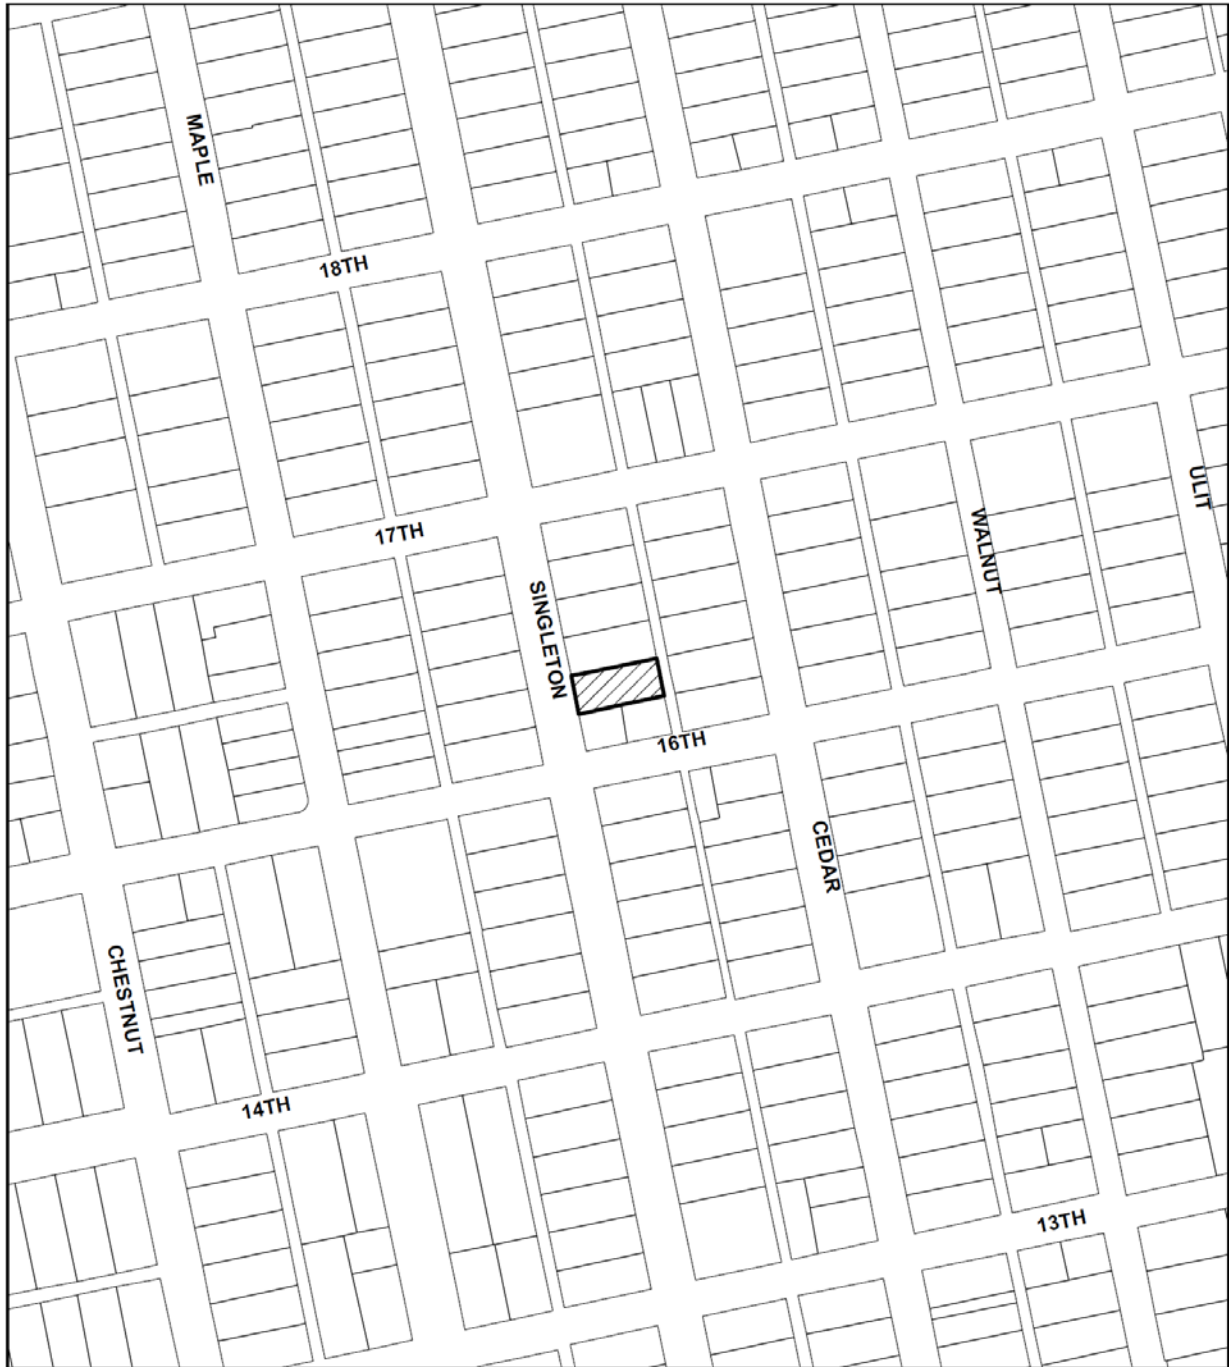 MAPLE
18TH
17TH
ULIT
WALNUT
SINGLETON
16TH
CEDAR
CHESTNUT
14TH
13TH